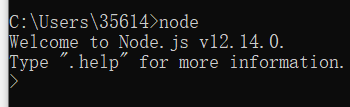 C:\Users\35614>node
Welcome to Node.js v12.14.0.
Type ".help" for more information.
>